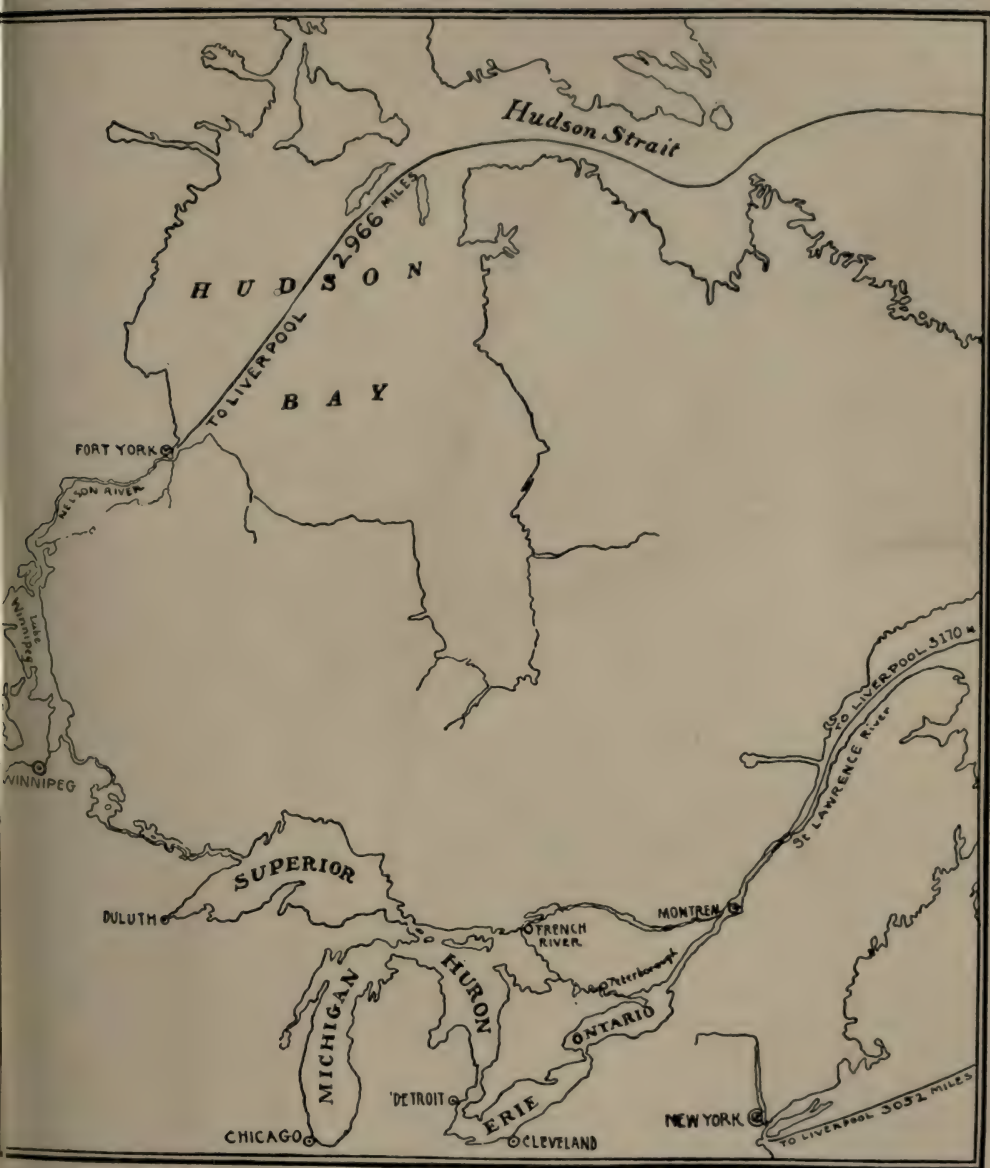 Hudson Strait
2966 MILES
HUDSON
TO LIVERPOOL
BAY
FORT YORK
NELSON RIVER
Lake
Winnipeg
TO LIVERPOOL 3170 M
St LAWRENCE River
WINNIPEG
SUPERIOR
DULUTH
MONTREN
FRENCH
RIVER
HURON
Peterborough
MICHIGAN
ONTARIO
DETROIT
ERIE
NEW YORK
TO LIVERPOOL 3052 MILES
CHICAGO
CLEVELAND